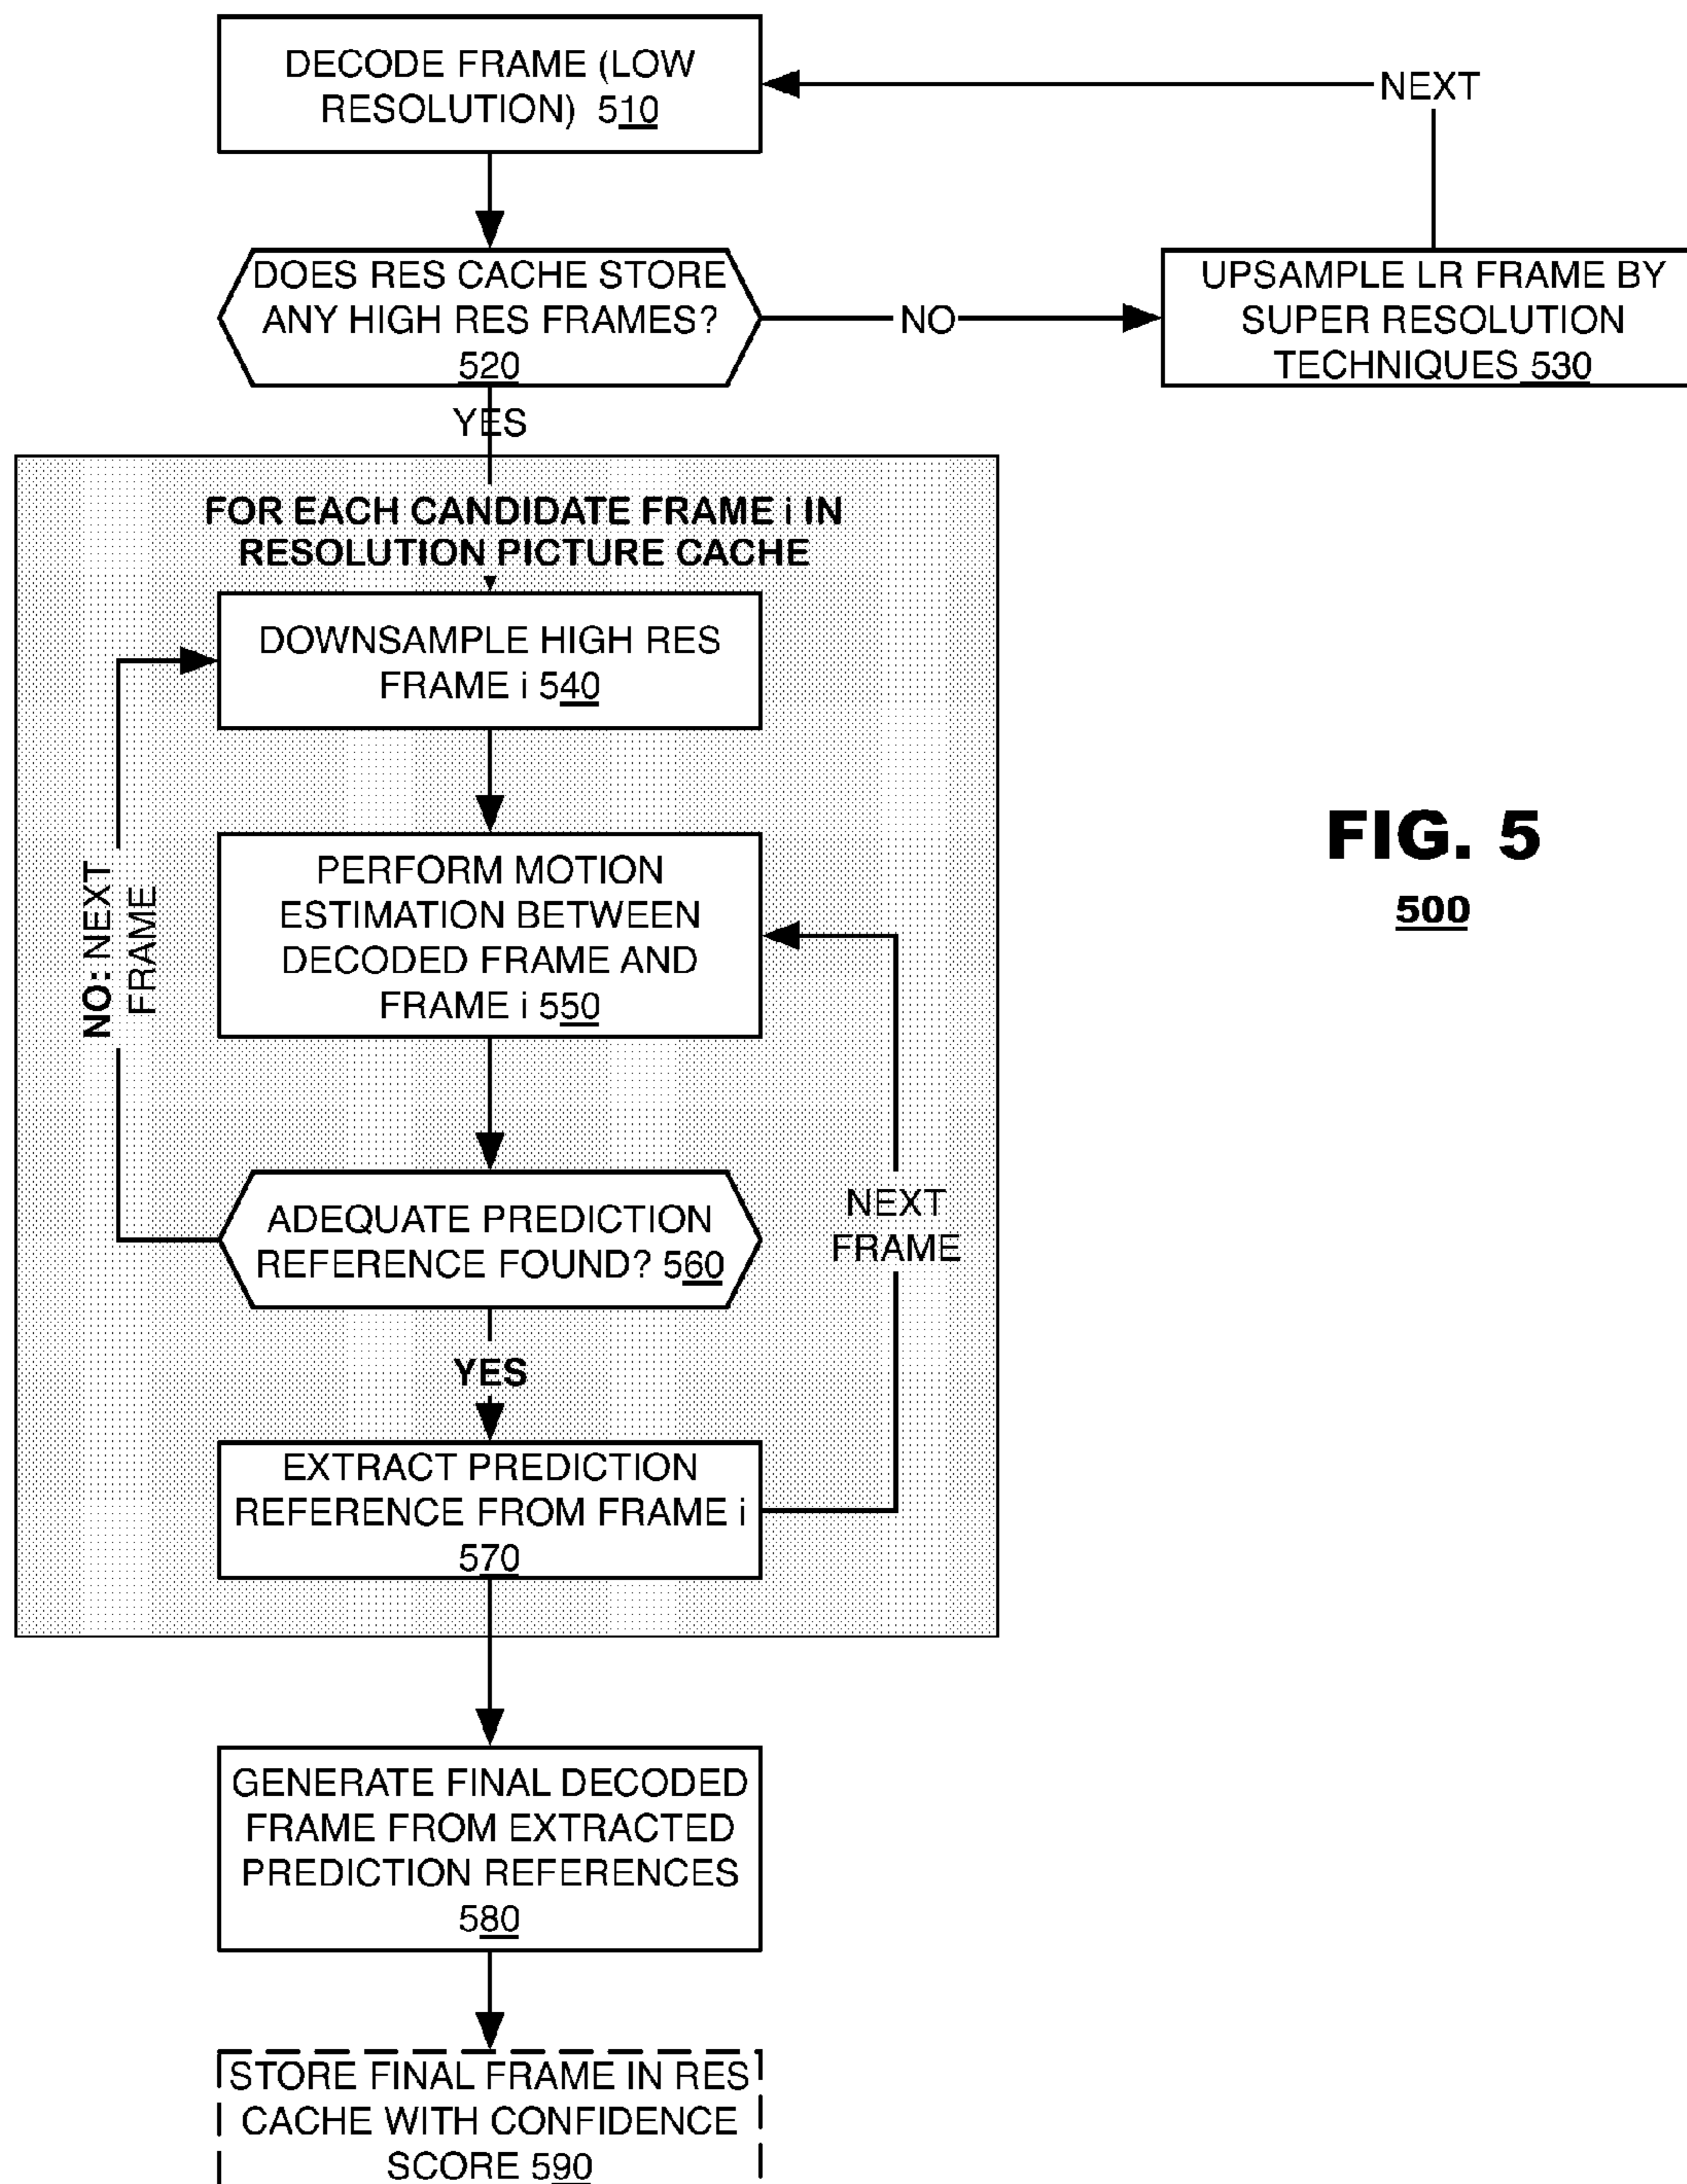 DECODE FRAME (LOW
RESOLUTION) 510
NEXT
DOES RES CACHE STORE
ANY HIGH RES FRAMES?
520
NO
UPSAMPLE LR FRAME BY
SUPER RESOLUTION
TECHNIQUES 530
YES
FOR EACH CANDIDATE FRAME i IN
RESOLUTION PICTURE CACHE
DOWNSAMPLE HIGH RES
FRAME i 540
PERFORM MOTION
ESTIMATION BETWEEN
DECODED FRAME AND
FRAME i 550
NO: NEXT
FRAME
ADEQUATE PREDICTION
REFERENCE FOUND? 560
NEXT
FRAME
YES
EXTRACT PREDICTION
REFERENCE FROM FRAME i
570
GENERATE FINAL DECODED
FRAME FROM EXTRACTED
PREDICTION REFERENCES
580
STORE FINAL FRAME IN RES
CACHE WITH CONFIDENCE
SCORE 590
FIG. 5
500